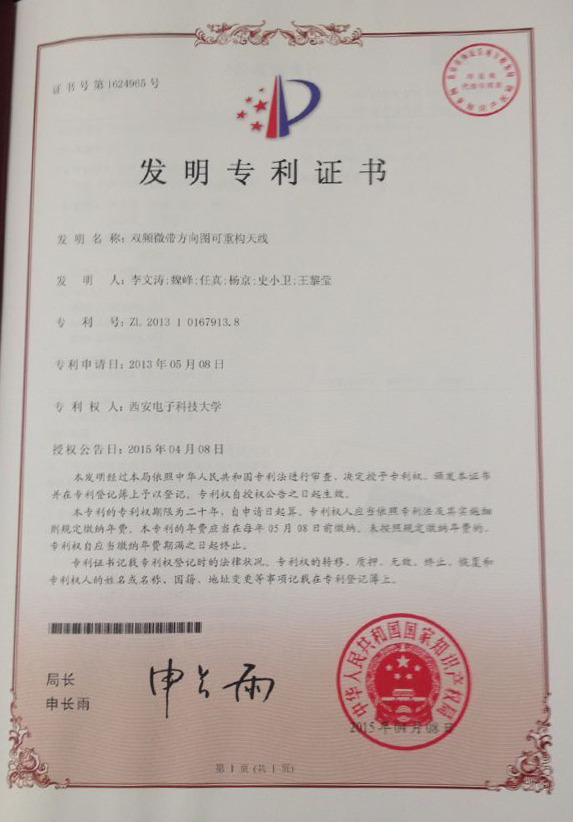 证书号第1624965号
发明专利证书
发明名称：双频微带方向图可重构天线
发明人：李文涛;魏峰;任真;杨京;史小卫;王黎莹
专利号：ZL 2013 1 0167913.8
专利申请日：2013年05月08日
专利权人：西安电子科技大学
授权公告日：2015年04月08日
本发明经过本局依照中华人民共和国专利法进行审查，决定授予专利权，颁发本证书
并在专利登记簿上予以登记。专利权自授权公告之日起生效。
本专利的专利权期限为二十年，自申请日起算。专利权人应当依照专利法及其实施细
则规定缴纳年费。本专利的年费应当在每年05月08日前缴纳。未按照规定缴纳年费的，
专利权自应当缴纳年费期满之日起终止。
专利证书记载专利权登记时的法律状况。专利权的转移、质押、无效、终止、恢复和
专利权人的姓名或名称、国籍、地址变更等事项记载在专利登记簿上。
局长
申长雨
申长雨
中华人民共和国国家知识产权局
2015年04月08日
第1页(共1页)